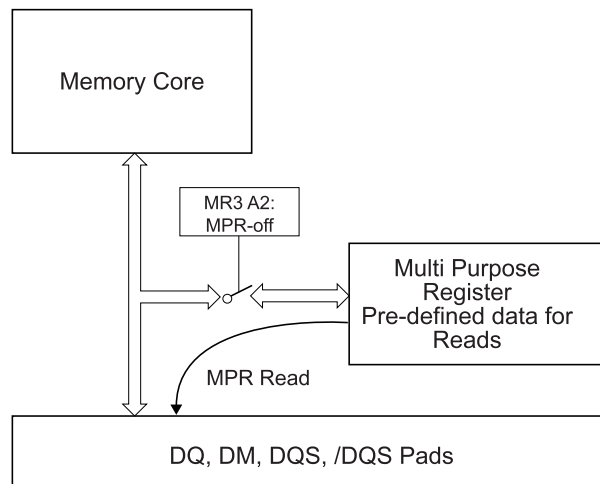 Memory Core
MR3 A2:
MPR-off
Multi Purpose
Register
Pre-defined data for
Reads
MPR Read
DQ, DM, DQS, /DQS Pads